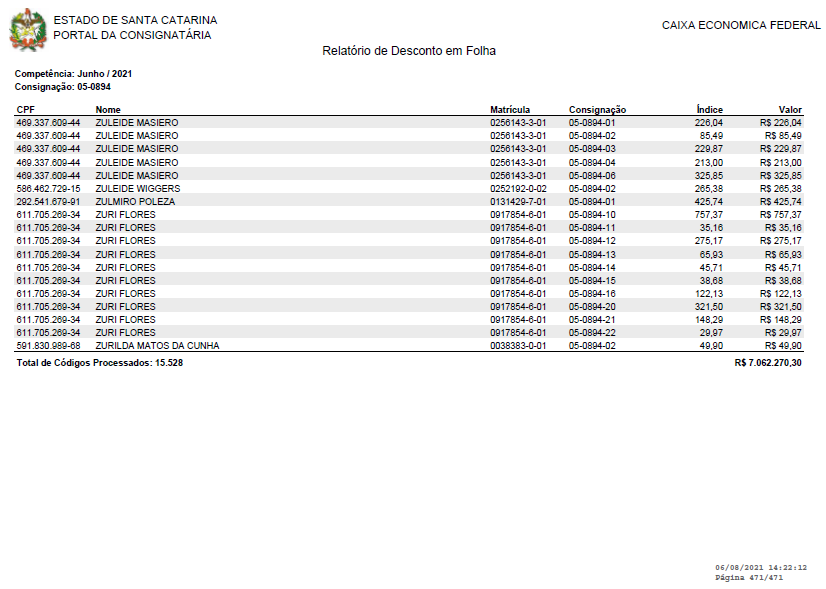 ESTADO DE SANTA CATARINA
PORTAL DA CONSIGNATÁRIA
CAIXA ECONOMICA FEDERAL
Relatório de Desconto em Folha
Competência: Junho / 2021
Consignação: 05-0894
CPF Nome Matrícula Consignação Índice Valor
469.337.609-44 ZULEIDE MASIERO 0256143-3-01 05-0894-01 226,04 R$ 226,04
469.337.609-44 ZULEIDE MASIERO 0256143-3-01 05-0894-02 85,49 R$ 85,49
469.337.609-44 ZULEIDE MASIERO 0256143-3-01 05-0894-03 229,87 R$ 229,87
469.337.609-44 ZULEIDE MASIERO 0256143-3-01 05-0894-04 213,00 R$ 213,00
469.337.609-44 ZULEIDE MASIERO 0256143-3-01 05-0894-06 325,85 R$ 325,85
586.462.729-15 ZULEIDE WIGGERS 0252192-0-02 05-0894-02 265,38 R$ 265,38
292.541.679-91 ZULMIRO POLEZA 0131429-7-01 05-0894-01 425,74 R$ 425,74
611.705.269-34 ZURI FLORES 0917854-6-01 05-0894-10 757,37 R$ 757,37
611.705.269-34 ZURI FLORES 0917854-6-01 05-0894-11 35,16 R$ 35,16
611.705.269-34 ZURI FLORES 0917854-6-01 05-0894-12 275,17 R$ 275,17
611.705.269-34 ZURI FLORES 0917854-6-01 05-0894-13 65,93 R$ 65,93
611.705.269-34 ZURI FLORES 0917854-6-01 05-0894-14 45,71 R$ 45,71
611.705.269-34 ZURI FLORES 0917854-6-01 05-0894-15 38,68 R$ 38,68
611.705.269-34 ZURI FLORES 0917854-6-01 05-0894-16 122,13 R$ 122,13
611.705.269-34 ZURI FLORES 0917854-6-01 05-0894-20 321,50 R$ 321,50
611.705.269-34 ZURI FLORES 0917854-6-01 05-0894-21 148,29 R$ 148,29
611.705.269-34 ZURI FLORES 0917854-6-01 05-0894-22 29,97 R$ 29,97
591.830.989-68 ZURILDA MATOS DA CUNHA 0038383-0-01 05-0894-02 49,90 R$ 49,90
Total de Códigos Processados: 15.528 R$ 7.062.270,30
06/08/2021 14:22:12
Página 471/471